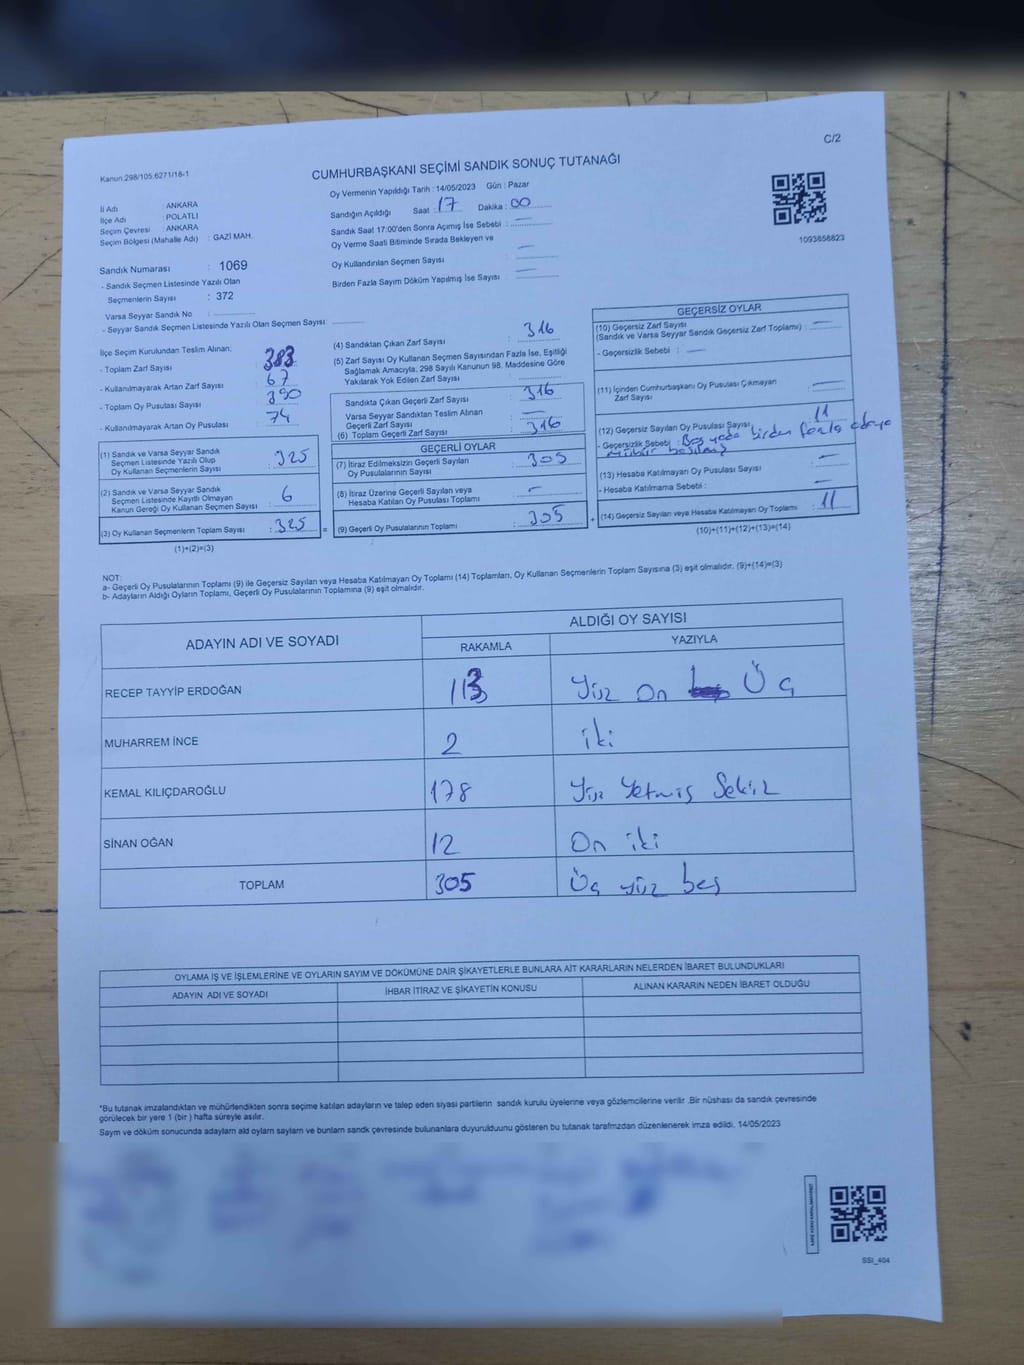 C/2
Kanun:298/105.6271/16-1
CUMHURBAŞKANI SEÇİMİ SANDIK SONUÇ TUTANAĞI
Oy Vermenin Yapıldığı Tarih : 14/05/2023 Gün : Pazar
İl Adı : ANKARA
İlçe Adı : POLATLI
Seçim Çevresi : ANKARA
Seçim Bölgesi (Mahalle Adı) : GAZİ MAH.
Sandığın Açıldığı Saat : 17 Dakika : 00
Sandık Saat 17:00'den Sonra Açımış İse Sebebi : —
Oy Verme Saati Bitiminde Sırada Bekleyen ve
Oy Kullandırılan Seçmen Sayısı —
Birden Fazla Sayım Döküm Yapılmış İse Sayısı —
1093658823
Sandık Numarası : 1069
- Sandık Seçmen Listesinde Yazılı Olan
Seçmenlerin Sayısı : 372
Varsa Seyyar Sandık No :
- Seyyar Sandık Seçmen Listesinde Yazılı Olan Seçmen Sayısı
İlçe Seçim Kurulundan Teslim Alınan;
- Toplam Zarf Sayısı 383
- Kullanılmayarak Artan Zarf Sayısı 67
- Toplam Oy Pusulası Sayısı 390
- Kullanılmayarak Artan Oy Pusulası 74
(1) Sandık ve Varsa Seyyar Sandık
Seçmen Listesinde Yazılı Olup
Oy Kullanan Seçmenlerin Sayısı : 325
(2) Sandık ve Varsa Seyyar Sandık
Seçmen Listesinde Kayıtlı Olmayan
Kanun Gereği Oy Kullanan Seçmen Sayısı : 6
(3) Oy Kullanan Seçmenlerin Toplam Sayısı : 325 =
(1)+(2)=(3)
(4) Sandıktan Çıkan Zarf Sayısı 316
(5) Zarf Sayısı Oy Kullanan Seçmen Sayısından Fazla İse, Eşitliği
Sağlamak Amacıyla; 298 Sayılı Kanunun 98. Maddesine Göre
Yakılarak Yok Edilen Zarf Sayısı
Sandıkta Çıkan Geçerli Zarf Sayısı : 316
Varsa Seyyar Sandıktan Teslim Alınan
Geçerli Zarf Sayısı —
(6) Toplam Geçerli Zarf Sayısı : 316
GEÇERLİ OYLAR
(7) İtiraz Edilmeksizin Geçerli Sayılan
Oy Pusulalarının Sayısı : 305
(8) İtiraz Üzerine Geçerli Sayılan veya
Hesaba Katılan Oy Pusulası Toplamı : —
(9) Geçerli Oy Pusulalarının Toplamı : 305 +
GEÇERSİZ OYLAR
(10) Geçersiz Zarf Sayısı
(Sandık ve Varsa Seyyar Sandık Geçersiz Zarf Toplamı) : —
- Geçersizlik Sebebi : —
(11) İçinden Cumhurbaşkanı Oy Pusulası Çıkmayan
Zarf Sayısı —
(12) Geçersiz Sayılan Oy Pusulası Sayısı : 11
- Geçersizlik Sebebi : Boş yada birden fazla adaya
mühür basılmış
(13) Hesaba Katılmayan Oy Pusulası Sayısı : —
- Hesaba Katılmama Sebebi : —
(14) Geçersiz Sayılan veya Hesaba Katılmayan Oy Toplamı : 11
(10)+(11)+(12)+(13)=(14)
NOT:
a- Geçerli Oy Pusulalarının Toplamı (9) ile Geçersiz Sayılan veya Hesaba Katılmayan Oy Toplamı (14) Toplamları, Oy Kullanan Seçmenlerin Toplam Sayısına (3) eşit olmalıdır. (9)+(14)=(3)
b- Adayların Aldığı Oyların Toplamı, Geçerli Oy Pusulalarının Toplamına (9) eşit olmalıdır.
ADAYIN ADI VE SOYADI ALDIĞI OY SAYISI
RAKAMLA YAZIYLA
RECEP TAYYİP ERDOĞAN 113 Yüz On Üç
MUHARREM İNCE 2 iki
KEMAL KILIÇDAROĞLU 178 Yüz Yetmiş Sekiz
SİNAN OĞAN 12 On iki
TOPLAM 305 Üç yüz beş
OYLAMA İŞ VE İŞLEMLERİNE VE OYLARIN SAYIM VE DÖKÜMÜNE DAİR ŞİKAYETLERLE BUNLARA AİT KARARLARIN NELERDEN İBARET BULUNDUKLARI
ADAYIN ADI VE SOYADI İHBAR İTİRAZ VE ŞİKAYETİN KONUSU ALINAN KARARIN NEDEN İBARET OLDUĞU
"Bu tutanak imzalandıktan ve mühürlendikten sonra seçime katılan adayların ve talep eden siyasi partilerin sandık kurulu üyelerine veya gözlemcilerine verilir .Bir nüshası da sandık çevresinde
görülecek bir yere 1 (bir ) hafta süreyle asılır.
Sayım ve döküm sonucunda adayların ald oyların sayların ve bunların sandk çevresinde bulunanlara duyurulduunu gösteren bu tutanak tarafmzdan düzenlenerek imza edildi. 14/05/2023
SSI_404